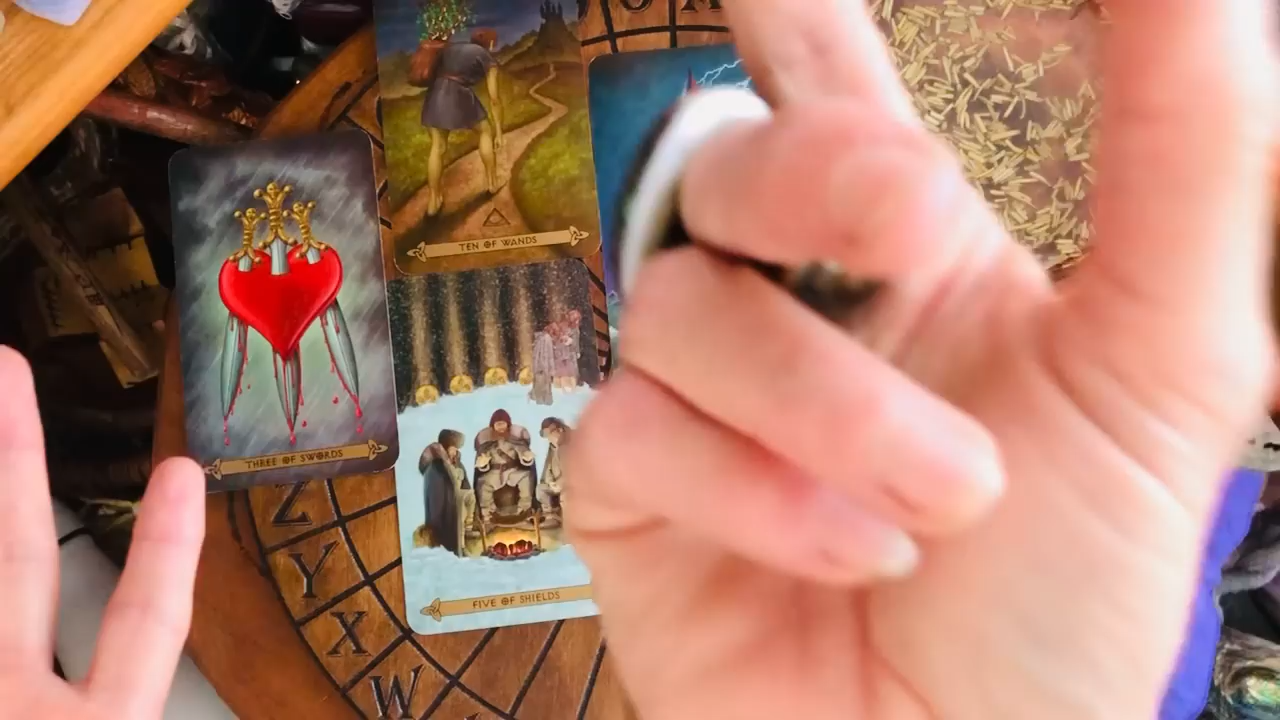 TEN OF WANDS
THREE OF SWORDS
FIVE OF SHIELDS
Z
Y
X
W